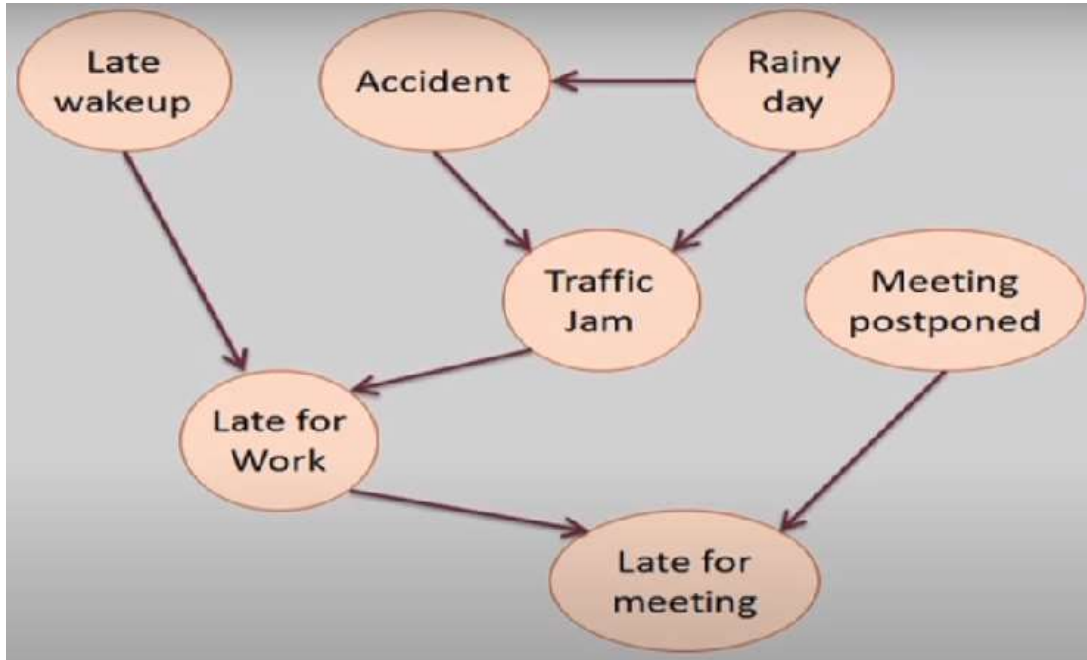 Late
wakeup
Accident
Rainy
day
Traffic
Jam
Meeting
postponed
Late for
Work
Late for
meeting